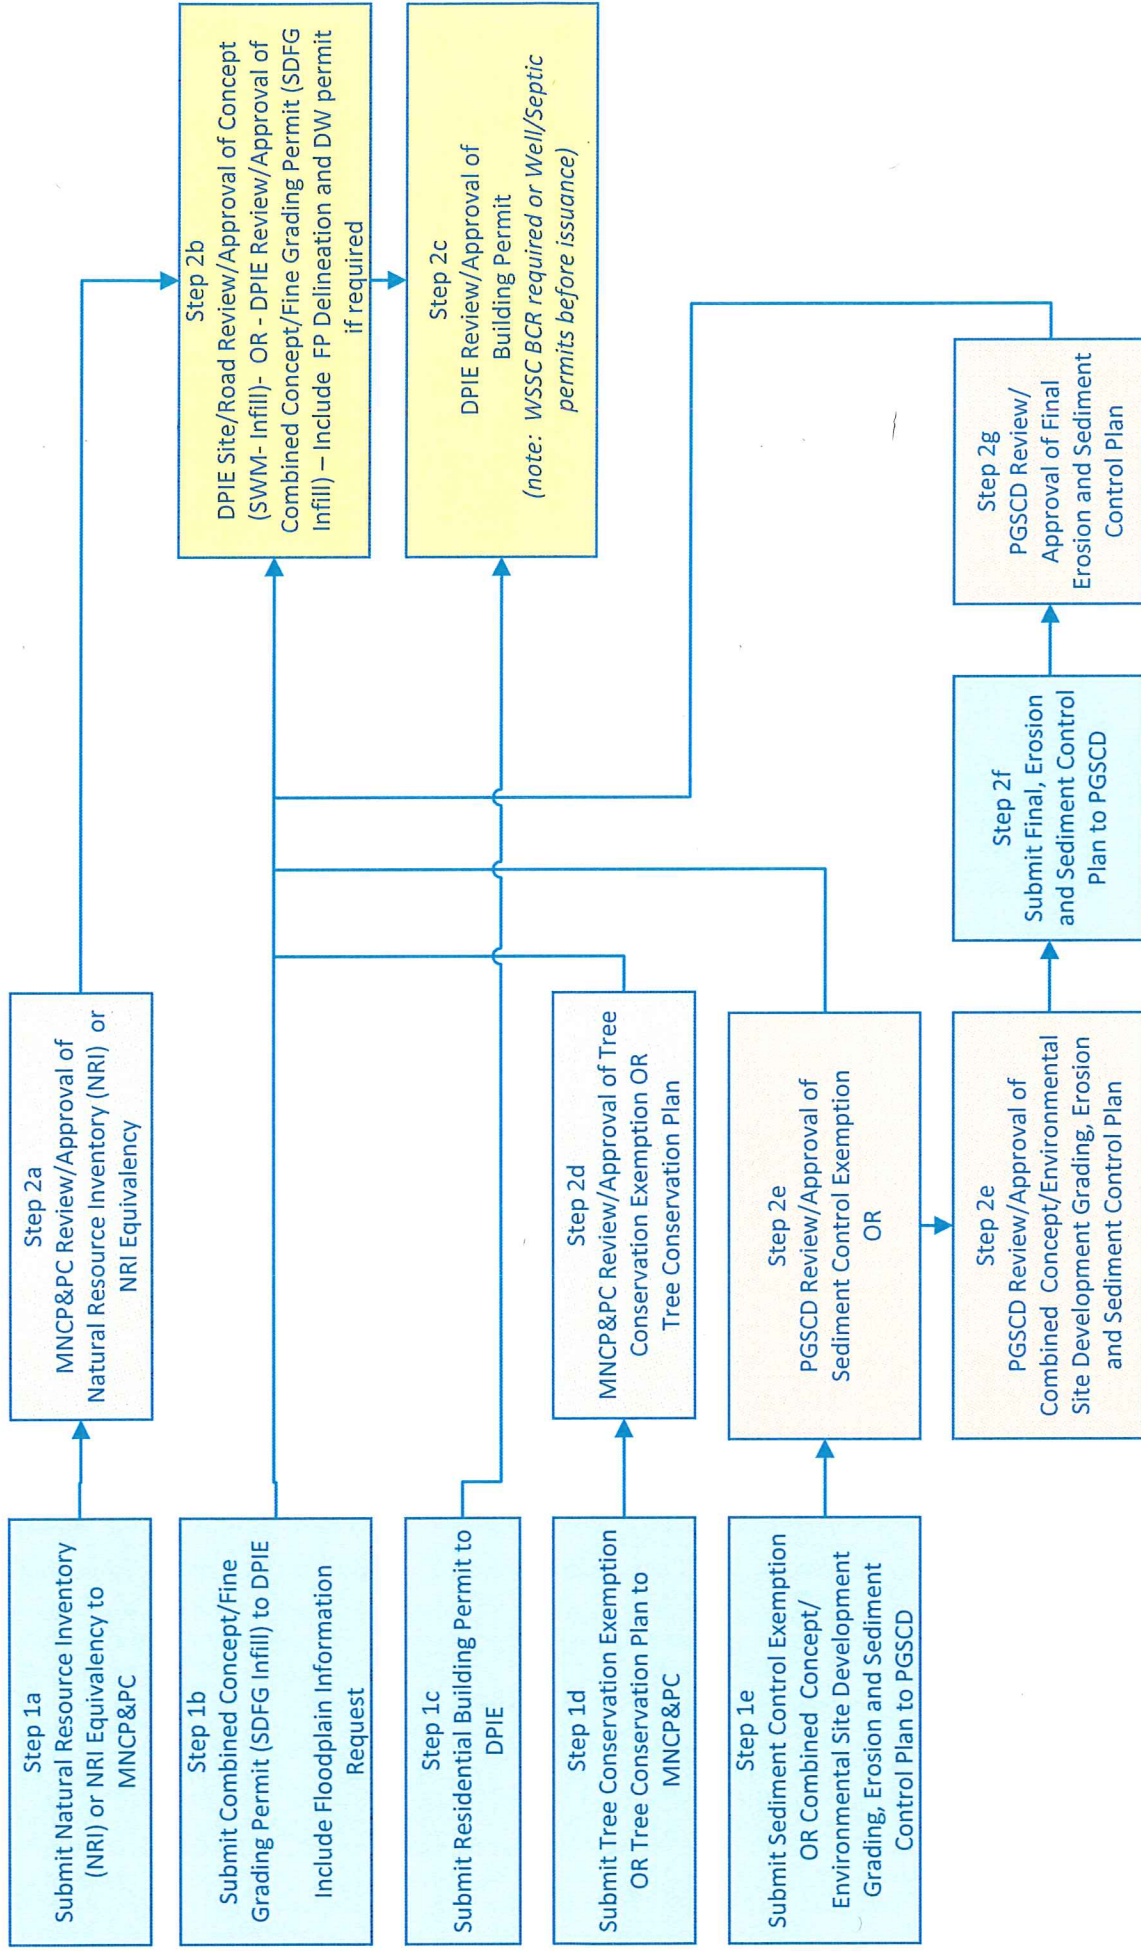 Step 1a
Submit Natural Resource Inventory
(NRI) or NRI Equivalency to
MNCP&PC
Step 2a
MNCP&PC Review/Approval of
Natural Resource Inventory (NRI) or
NRI Equivalency
Step 1b
Submit Combined Concept/Fine
Grading Permit (SDFG Infill) to DPIE
Include Floodplain Information
Request
Step 2b
DPIE Site/Road Review/Approval of Concept
(SWM- Infill)- OR - DPIE Review/Approval of
Combined Concept/Fine Grading Permit (SDFG
Infill) – Include FP Delineation and DW permit
if required
Step 1c
Submit Residential Building Permit to
DPIE
Step 2c
DPIE Review/Approval of
Building Permit
(note: WSSC BCR required or Well/Septic
permits before issuance)
Step 1d
Submit Tree Conservation Exemption
OR Tree Conservation Plan to
MNCP&PC
Step 2d
MNCP&PC Review/Approval of Tree
Conservation Exemption OR
Tree Conservation Plan
Step 1e
Submit Sediment Control Exemption
OR Combined Concept/
Environmental Site Development
Grading, Erosion and Sediment
Control Plan to PGSCD
Step 2e
PGSCD Review/Approval of
Sediment Control Exemption
OR
Step 2e
PGSCD Review/Approval of
Combined Concept/Environmental
Site Development Grading, Erosion
and Sediment Control Plan
Step 2f
Submit Final, Erosion
and Sediment Control
Plan to PGSCD
Step 2g
PGSCD Review/
Approval of Final
Erosion and Sediment
Control Plan